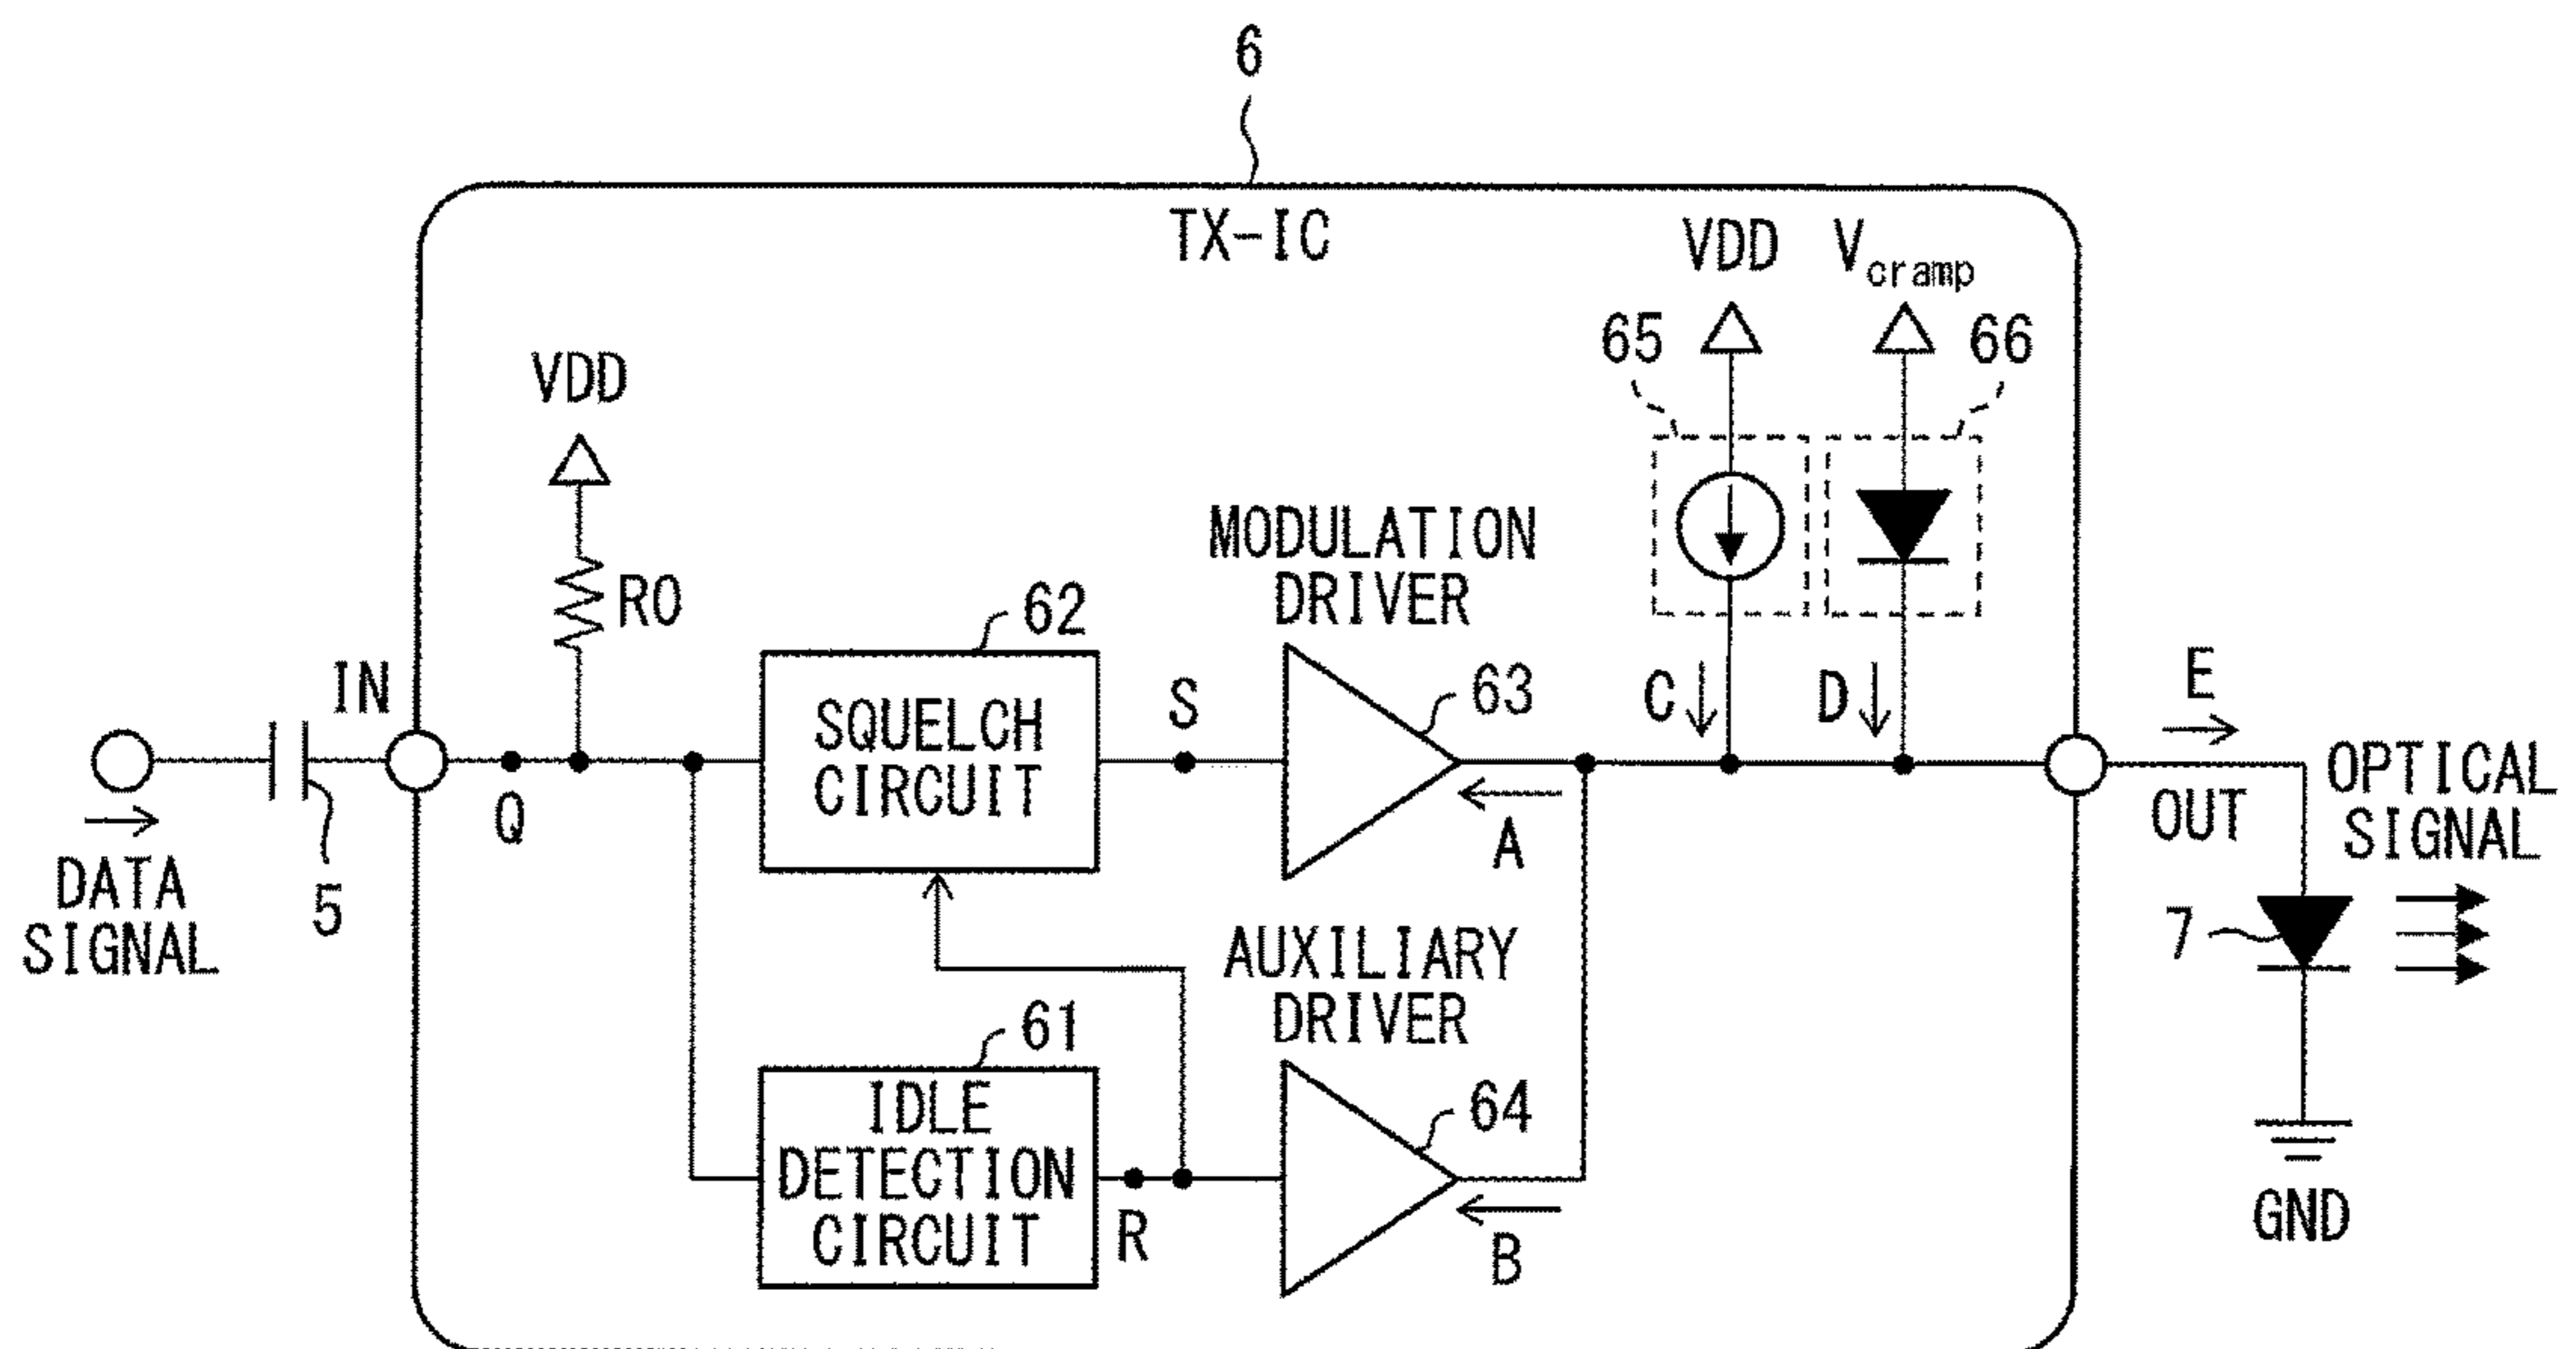 6
TX-IC
VDD
Vcramp
65
66
VDD
R0
MODULATION
DRIVER
62
63
IN
SQUELCH
CIRCUIT
S
C
D
E
Q
A
OUT
OPTICAL
SIGNAL
DATA
SIGNAL
5
7
AUXILIARY
DRIVER
61
64
IDLE
DETECTION
CIRCUIT
R
B
GND